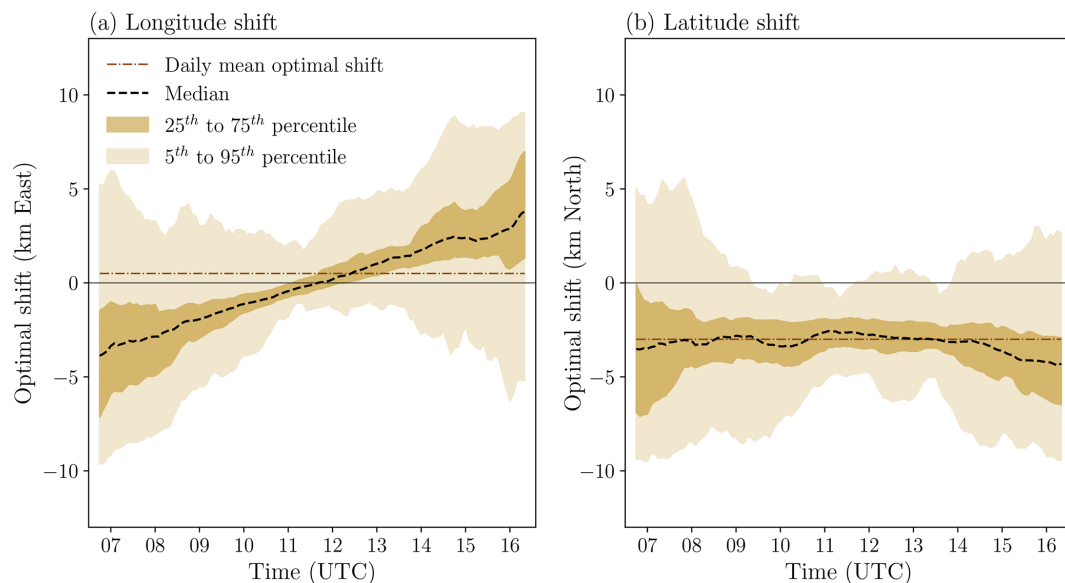 (a) Longitude shift
Daily mean optimal shift
Median
25th to 75th percentile
5th to 95th percentile
Optimal shift (km East)
10
5
0
−5
−10
07 08 09 10 11 12 13 14 15 16
Time (UTC)
(b) Latitude shift
Optimal shift (km North)
10
5
0
−5
−10
07 08 09 10 11 12 13 14 15 16
Time (UTC)